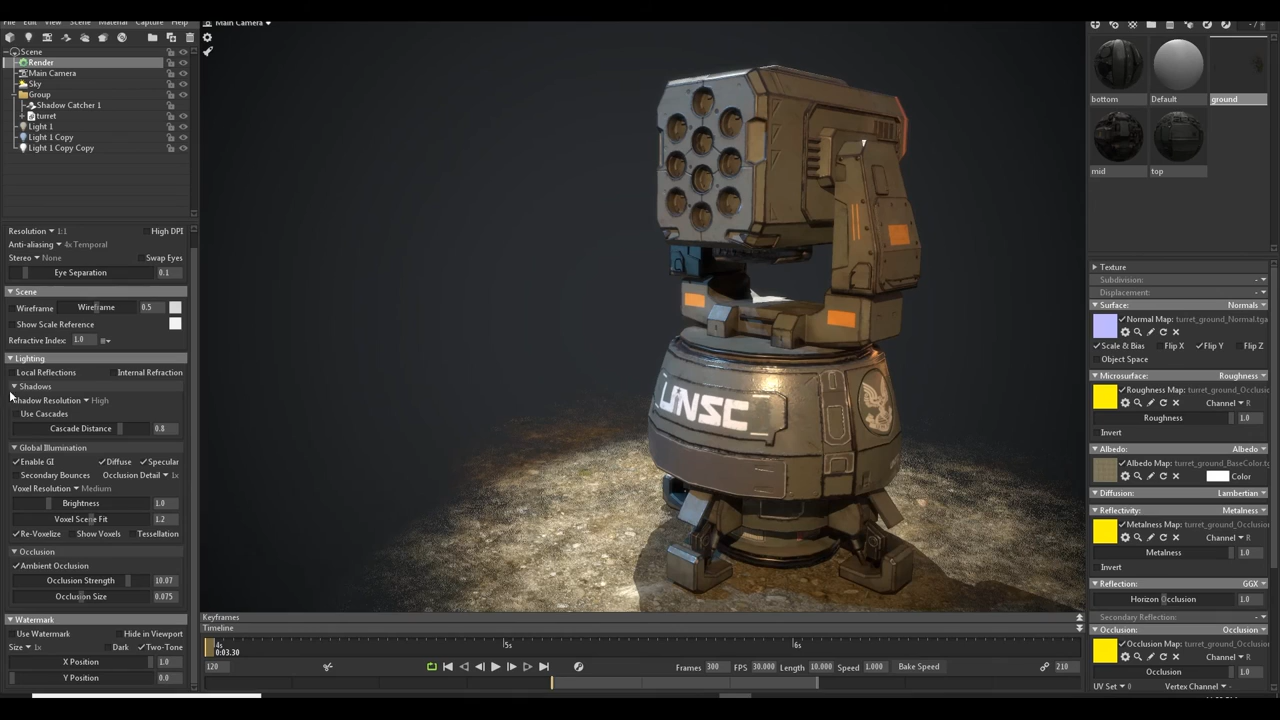 File Edit View Scene Material Capture Help
Main Camera
Scene
Render
Main Camera
Sky
Group
Shadow Catcher 1
turret
Light 1
Light 1 Copy
Light 1 Copy Copy
Resolution 1:1 High DPI
Anti-aliasing 4x Temporal
Stereo None Swap Eyes
Eye Separation 0.1
Scene
Wireframe Wireframe 0.5
Show Scale Reference
Refractive Index: 1.0
Lighting
Local Reflections Internal Refraction
Shadows
Shadow Resolution High
Use Cascades
Cascade Distance 0.8
Global Illumination
Enable GI Diffuse Specular
Secondary Bounces Occlusion Detail 1x
Voxel Resolution Medium
Brightness 1.0
Voxel Scene Fit 1.2
Re-Voxelize Show Voxels Tessellation
Occlusion
Ambient Occlusion
Occlusion Strength 10.07
Occlusion Size 0.075
Watermark
Use Watermark Hide in Viewport
Size 1x Dark Two-Tone
X Position 1.0
Y Position 0.0
UNSC
Keyframes
Timeline
4s 5s 6s
0:03.30
120 Frames 300 FPS 30.000 Length 10.000 Speed 1.000 Bake Speed 210
bottom Default ground
mid top
Texture
Subdivision: -
Displacement: -
Surface: Normals
Normal Map: turret_ground_Normal.tga
Scale & Bias Flip X Flip Y Flip Z
Object Space
Microsurface: Roughness
Roughness Map: turret_ground_Occlusio
Channel R
Roughness 1.0
Invert
Albedo: Albedo
Albedo Map: turret_ground_BaseColor.tg
Color
Diffusion: Lambertian
Reflectivity: Metalness
Metalness Map: turret_ground_Occlusion
Channel R
Metalness 1.0
Invert
Reflection: GGX
Horizon Occlusion 1.0
Secondary Reflection: -
Occlusion: Occlusion
Occlusion Map: turret_ground_Occlusion
Channel R
Occlusion 1.0
UV Set 0 Vertex Channel -